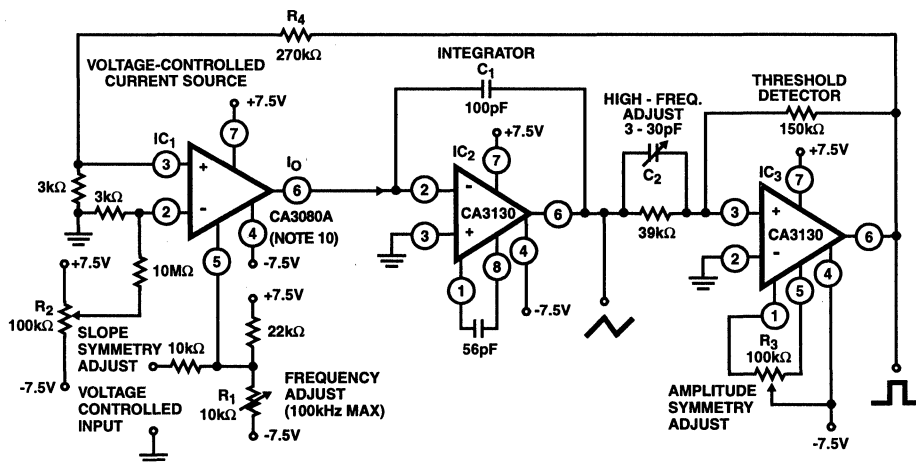 R4
270kΩ
VOLTAGE-CONTROLLED
CURRENT SOURCE
+7.5V
7
IC1
3
+
3kΩ
3kΩ
2
-
IO
6
CA3080A
(NOTE 10)
4
-7.5V
5
10MΩ
+7.5V
R2
100kΩ
-7.5V
SLOPE
SYMMETRY
ADJUST
VOLTAGE
CONTROLLED
INPUT
10kΩ
+7.5V
22kΩ
R1
10kΩ
FREQUENCY
ADJUST
(100kHz MAX)
-7.5V
INTEGRATOR
C1
100pF
+7.5V
7
IC2
2
-
CA3130
3
+
6
4
-7.5V
8
1
56pF
HIGH - FREQ.
ADJUST
3 - 30pF
C2
39kΩ
THRESHOLD
DETECTOR
150kΩ
+7.5V
7
IC3
3
+
CA3130
2
-
6
4
5
1
R3
100kΩ
AMPLITUDE
SYMMETRY
ADJUST
-7.5V